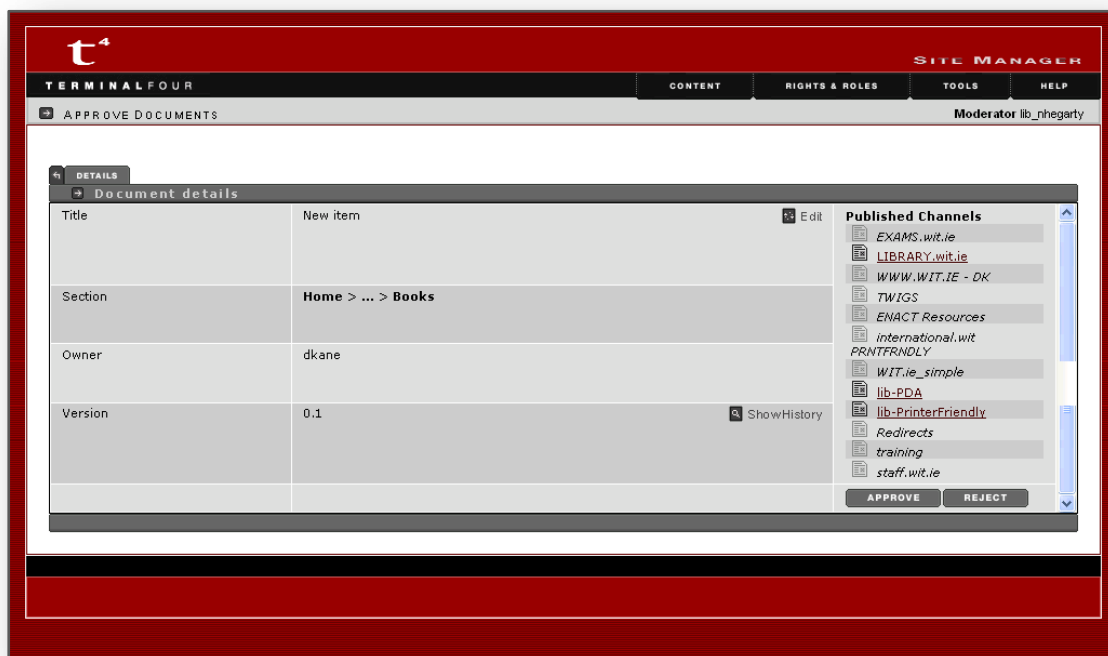 t4
SITE MANAGER
TERMINALFOUR
CONTENT RIGHTS & ROLES TOOLS HELP
APPROVE DOCUMENTS Moderator lib_nhegarty
DETAILS
Document details
Title New item Edit
Section Home > ... > Books
Owner dkane
Version 0.1 ShowHistory
Published Channels
EXAMS.wit.ie
LIBRARY.wit.ie
WWW.WIT.IE - DK
TWIGS
ENACT Resources
international.wit
PRNTFRNDLY
WIT.ie_simple
lib-PDA
lib-PrinterFriendly
Redirects
training
staff.wit.ie
APPROVE REJECT